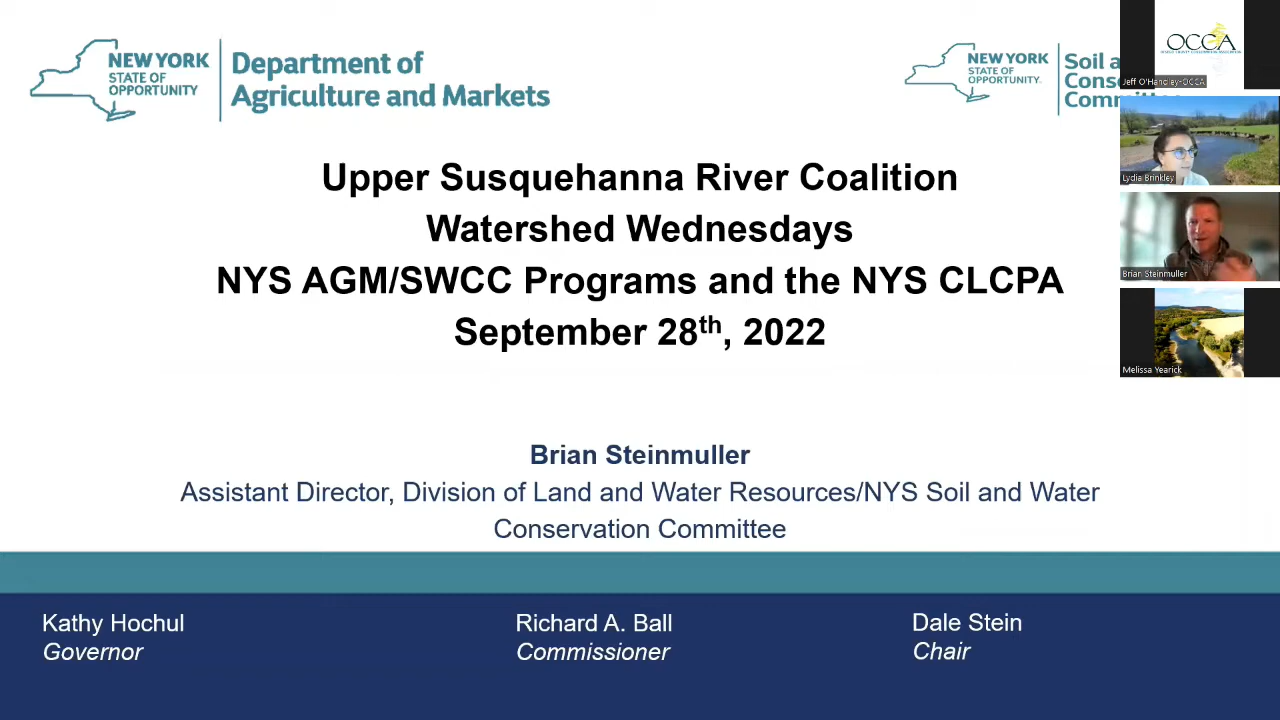 NEW YORK
STATE OF
OPPORTUNITY
Department of
Agriculture and Markets
NEW YORK
STATE OF
OPPORTUNITY.
Soil a
Cons
Com
OCCA
Jeff O'Handley-OCCA
Lydia Brinkley
Brian Steinmuller
Melissa Yearick
Upper Susquehanna River Coalition
Watershed Wednesdays
NYS AGM/SWCC Programs and the NYS CLCPA
September 28th, 2022
Brian Steinmuller
Assistant Director, Division of Land and Water Resources/NYS Soil and Water
Conservation Committee
Kathy Hochul
Governor
Richard A. Ball
Commissioner
Dale Stein
Chair